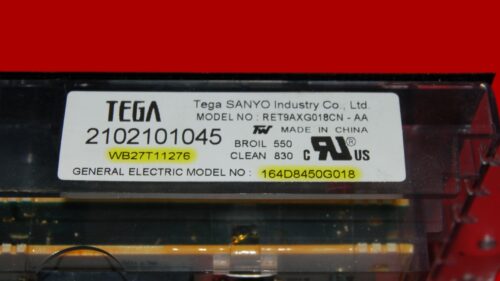 TEGA
Tega SANYO Industry Co., Ltd.
MODEL NO : RET9AXG018CN - AA
2102101045
MADE IN CHINA
WB27T11276
BROIL 550
CLEAN 830
C US
GENERAL ELECTRIC MODEL NO : 164D8450G018